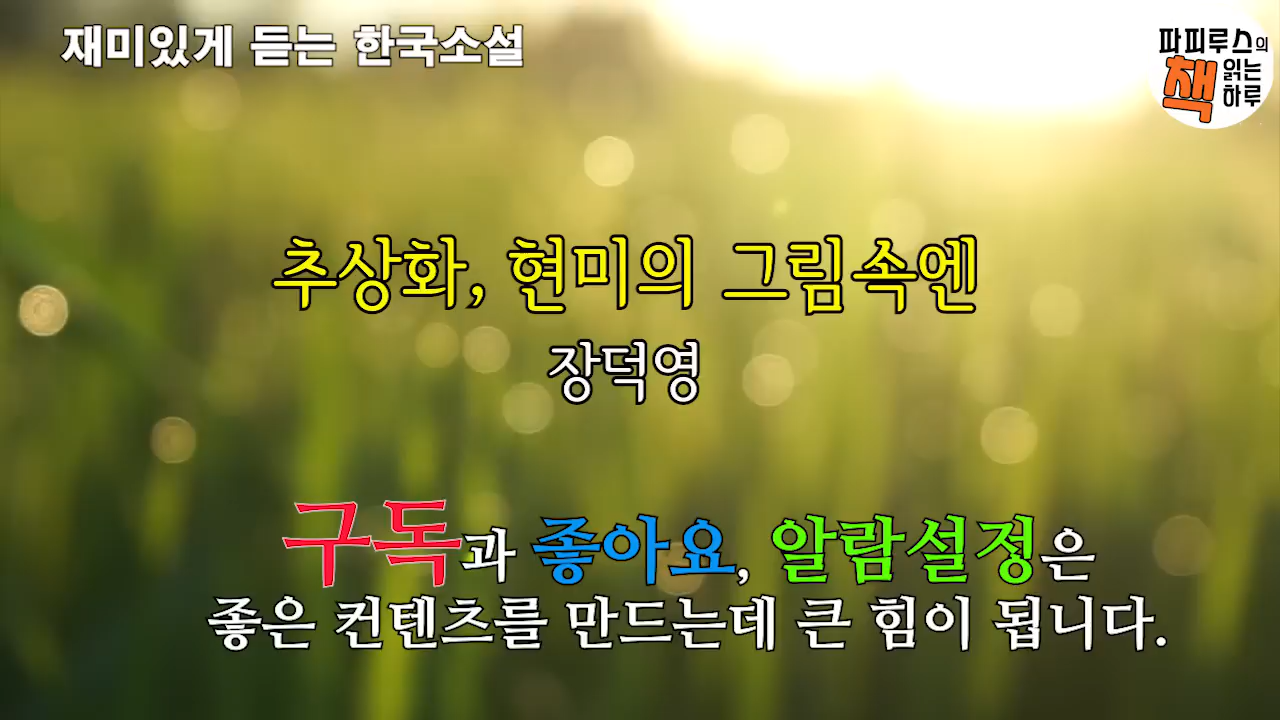 재미있게 듣는 한국소설
파피루스의
책 읽는
하루
추상화, 현미의 그림속엔
장덕영
구독과 좋아요, 알람설정은
좋은 컨텐츠를 만드는데 큰 힘이 됩니다.